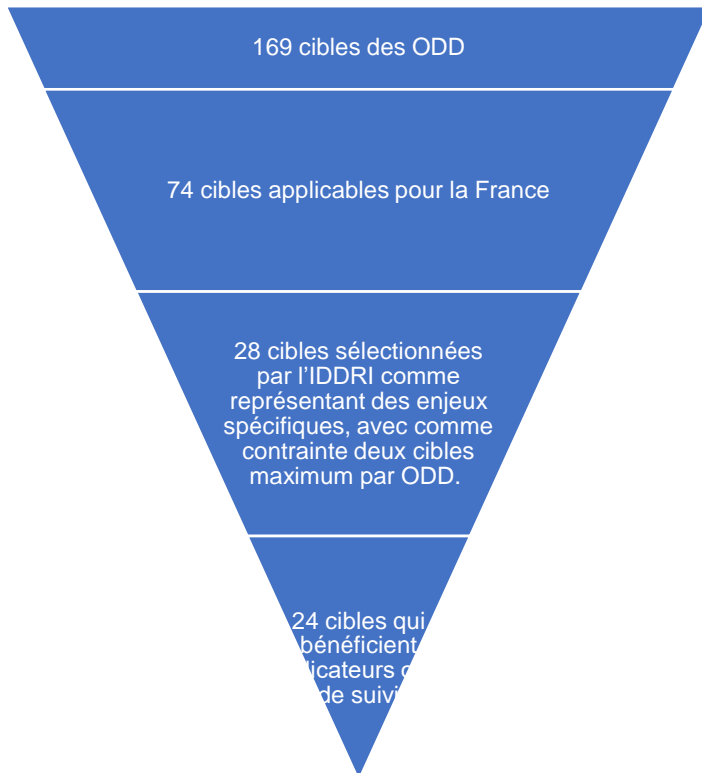 169 cibles des ODD
74 cibles applicables pour la France
28 cibles sélectionnées
par l’IDDRI comme
représentant des enjeux
spécifiques, avec comme
contrainte deux cibles
maximum par ODD.
24 cibles qui
bénéficient
de suivi